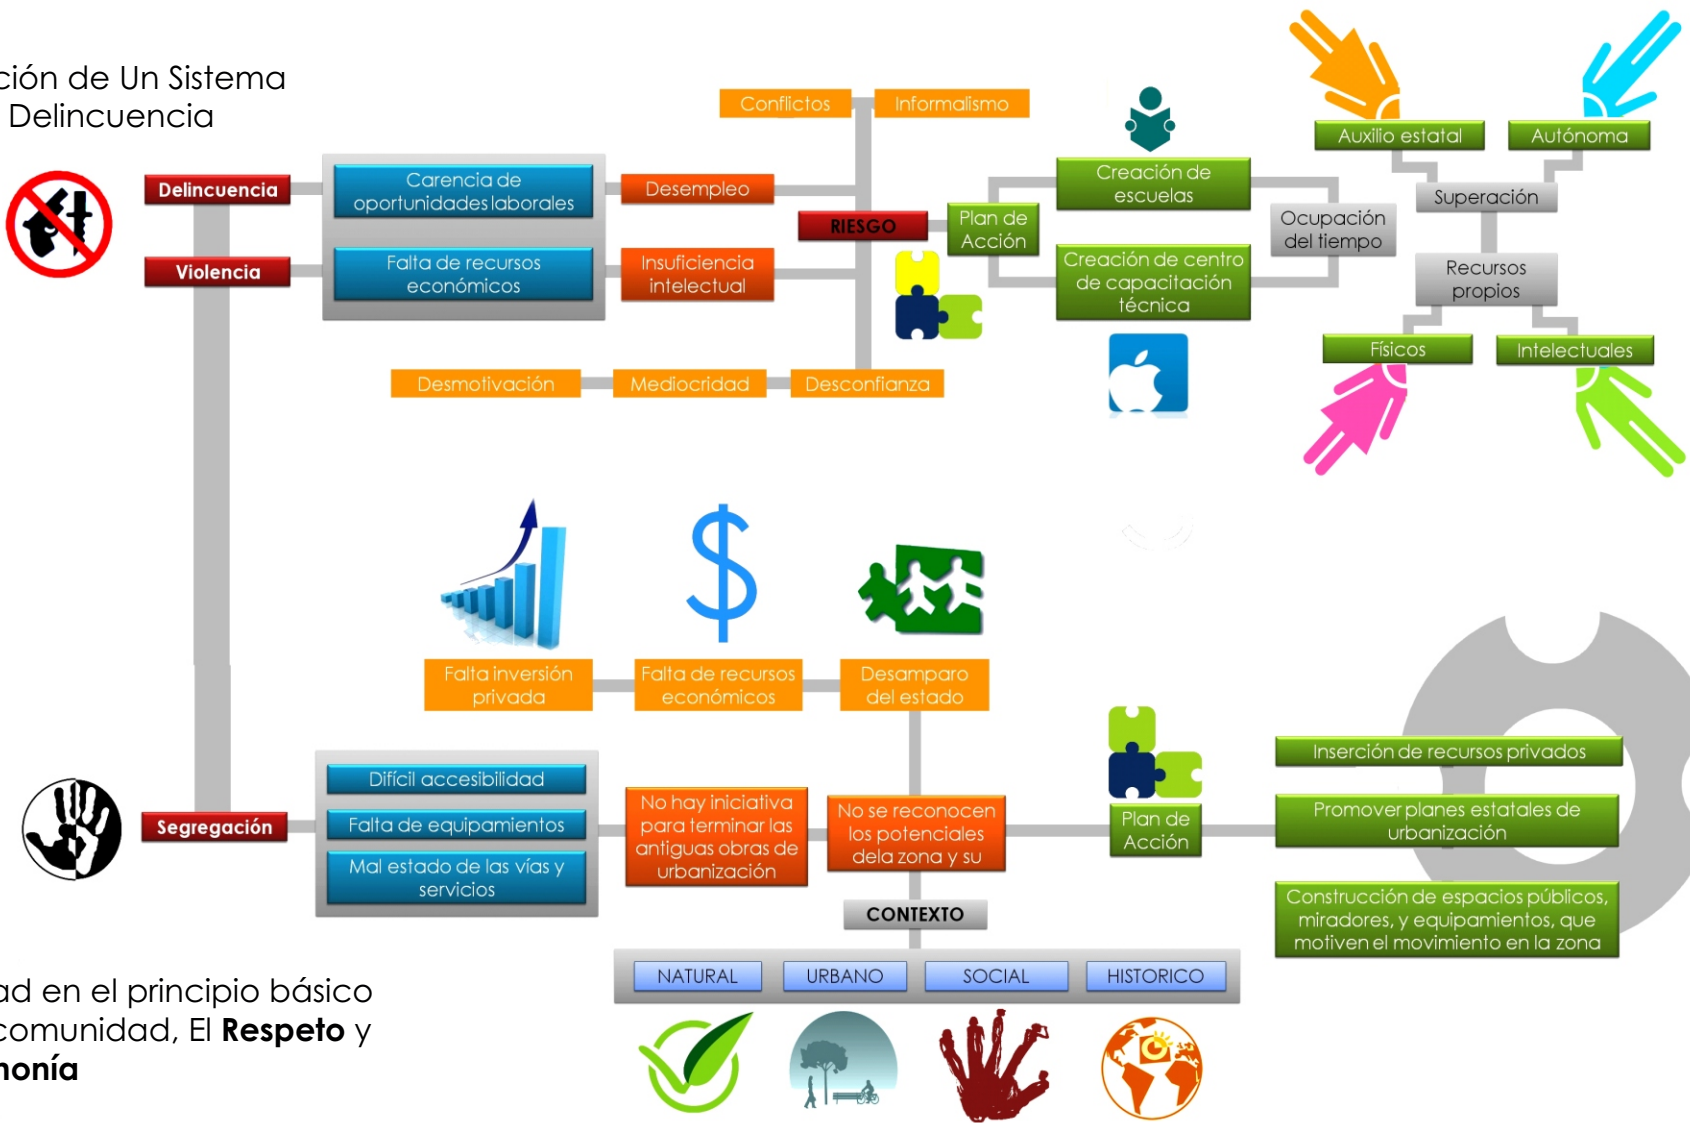 ción de Un Sistema
Delincuencia
Conflictos
Informalismo
Delincuencia
Carencia de
oportunidades laborales
Desempleo
Violencia
Falta de recursos
económicos
Insuficiencia
intelectual
RIESGO
Plan de
Acción
Creación de
escuelas
Creación de centro
de capacitación
técnica
Ocupación
del tiempo
Auxilio estatal
Autónoma
Superación
Recursos
propios
Físicos
Intelectuales
Desmotivación
Mediocridad
Desconfianza
Falta inversión
privada
Falta de recursos
económicos
Desamparo
del estado
Segregación
Difícil accesibilidad
Falta de equipamientos
Mal estado de las vías y
servicios
No hay iniciativa
para terminar las
antiguas obras de
urbanización
No se reconocen
los potenciales
dela zona y su
Plan de
Acción
Inserción de recursos privados
Promover planes estatales de
urbanización
Construcción de espacios públicos,
miradores, y equipamientos, que
motiven el movimiento en la zona
CONTEXTO
NATURAL
URBANO
SOCIAL
HISTORICO
ad en el principio básico
comunidad, El Respeto y
nonía